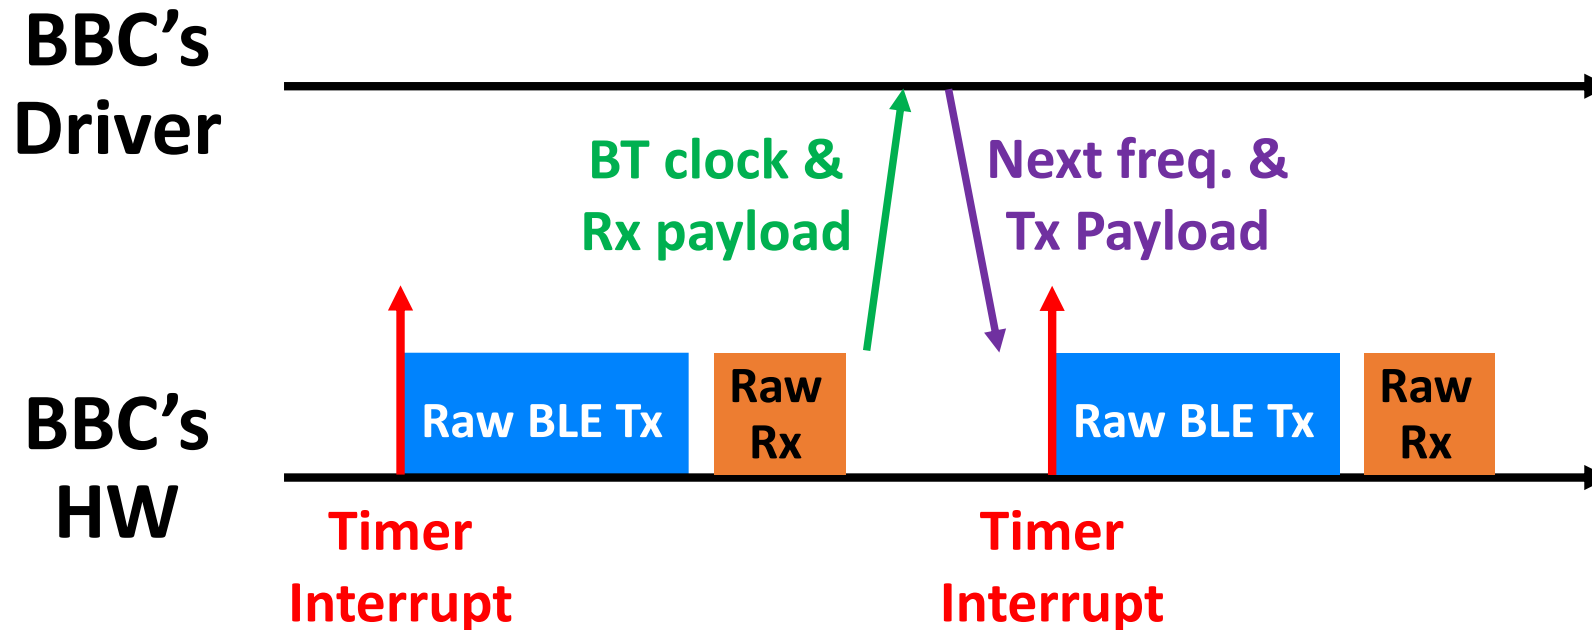 BBC's
Driver
BT clock &
Rx payload
Next freq. &
Tx Payload
BBC's
HW
Raw BLE Tx
Raw
Rx
Raw BLE Tx
Raw
Rx
Timer
Interrupt
Timer
Interrupt